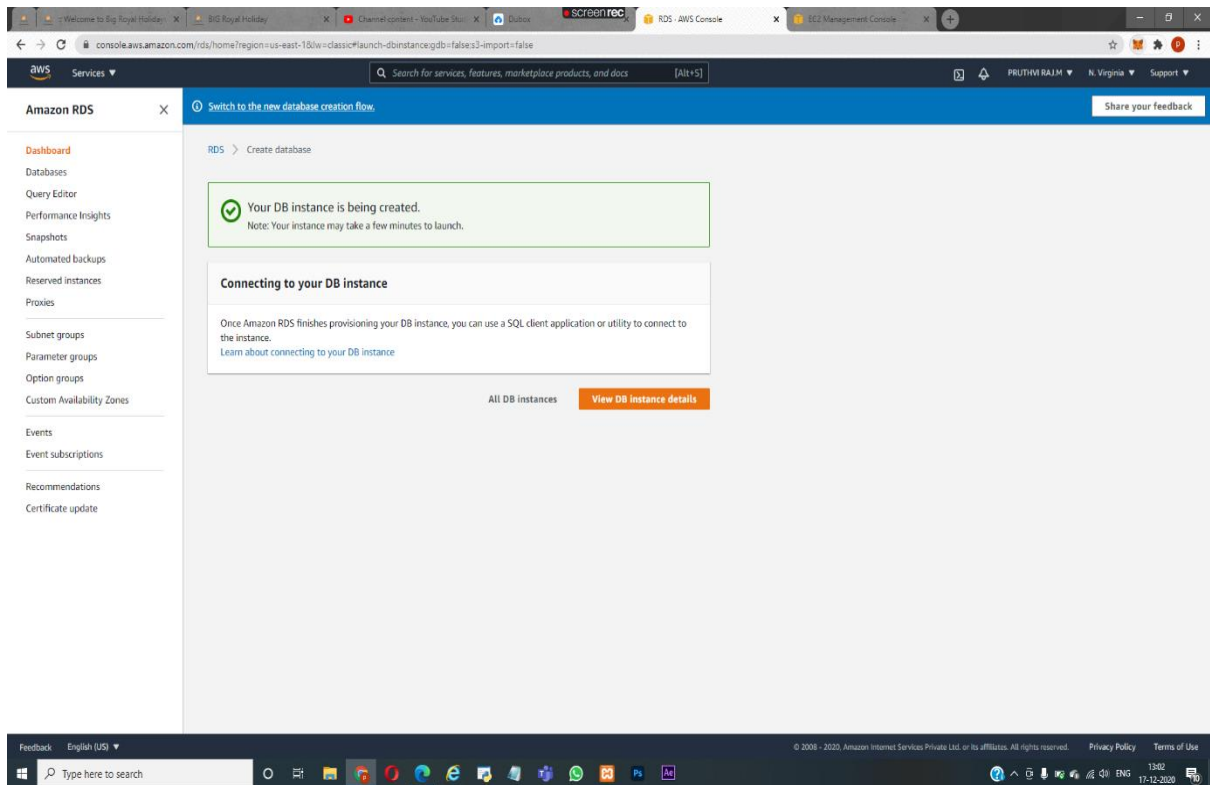 :: Welcome to Big Royal Holiday
BIG Royal Holiday
Channel content - YouTube Stu
Dubox
screenrec
RDS · AWS Console
EC2 Management Console
console.aws.amazon.com/rds/home?region=us-east-1&lw=classic#launch-dbinstance:gdb=false;s3-import=false
aws
Services
Search for services, features, marketplace products, and docs
[Alt+S]
PRUTHVI RAJ.M
N. Virginia
Support
Amazon RDS
Switch to the new database creation flow.
Share your feedback
Dashboard
Databases
Query Editor
Performance Insights
Snapshots
Automated backups
Reserved instances
Proxies
Subnet groups
Parameter groups
Option groups
Custom Availability Zones
Events
Event subscriptions
Recommendations
Certificate update
RDS > Create database
Your DB instance is being created.
Note: Your instance may take a few minutes to launch.
Connecting to your DB instance
Once Amazon RDS finishes provisioning your DB instance, you can use a SQL client application or utility to connect to
the instance.
Learn about connecting to your DB instance
All DB instances
View DB instance details
Feedback
English (US)
© 2008 - 2020, Amazon Internet Services Private Ltd. or its affiliates. All rights reserved.
Privacy Policy
Terms of Use
Type here to search
Ps
Ae
ENG
13:02
17-12-2020